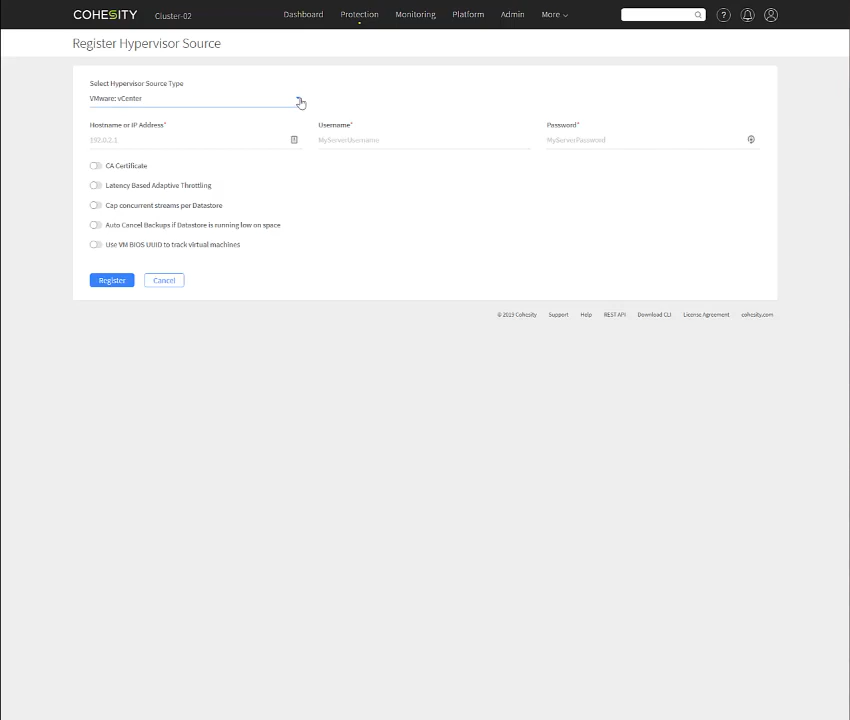 COHESITY Cluster-02 Dashboard Protection Monitoring Platform Admin More
Register Hypervisor Source
Select Hypervisor Source Type
VMware: vCenter
Hostname or IP Address* Username* Password*
192.0.2.1 MyServerUsername MyServerPassword
CA Certificate
Latency Based Adaptive Throttling
Cap concurrent streams per Datastore
Auto Cancel Backups if Datastore is running low on space
Use VM BIOS UUID to track virtual machines
Register Cancel
© 2019 Cohesity Support Help REST API Download CLI License Agreement cohesity.com